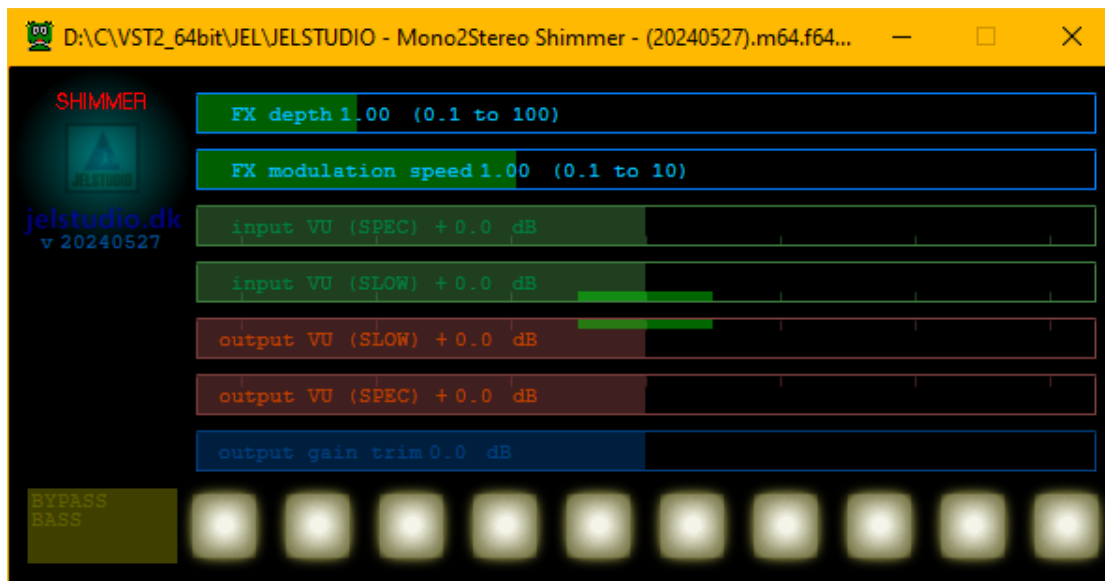 D:\C\VST2_64bit\JEL\JELSTUDIO - Mono2Stereo Shimmer - (20240527).m64.f64...
SHIMMER
JELSTUDIO
jelstudio.dk
v 20240527
FX depth 1.00 (0.1 to 100)
FX modulation speed 1.00 (0.1 to 10)
input VU (SPEC) +0.0 dB
input VU (SLOW) +0.0 dB
output VU (SLOW) +0.0 dB
output VU (SPEC) +0.0 dB
output gain trim 0.0 dB
BYPASS
BASS